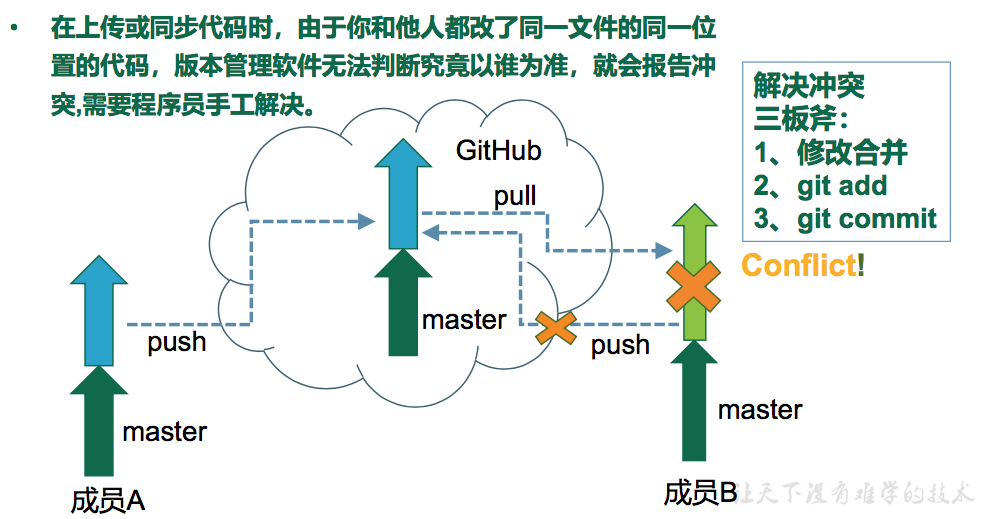 • 在上传或同步代码时，由于你和他人都改了同一文件的同一位
置的代码，版本管理软件无法判断究竟以谁为准，就会报告冲
突,需要程序员手工解决。
解决冲突
三板斧：
1、修改合并
2、git add
3、git commit
GitHub
pull
Conflict!
master
push
push
master
master
成员A
成员B
让天下没有难学的技术